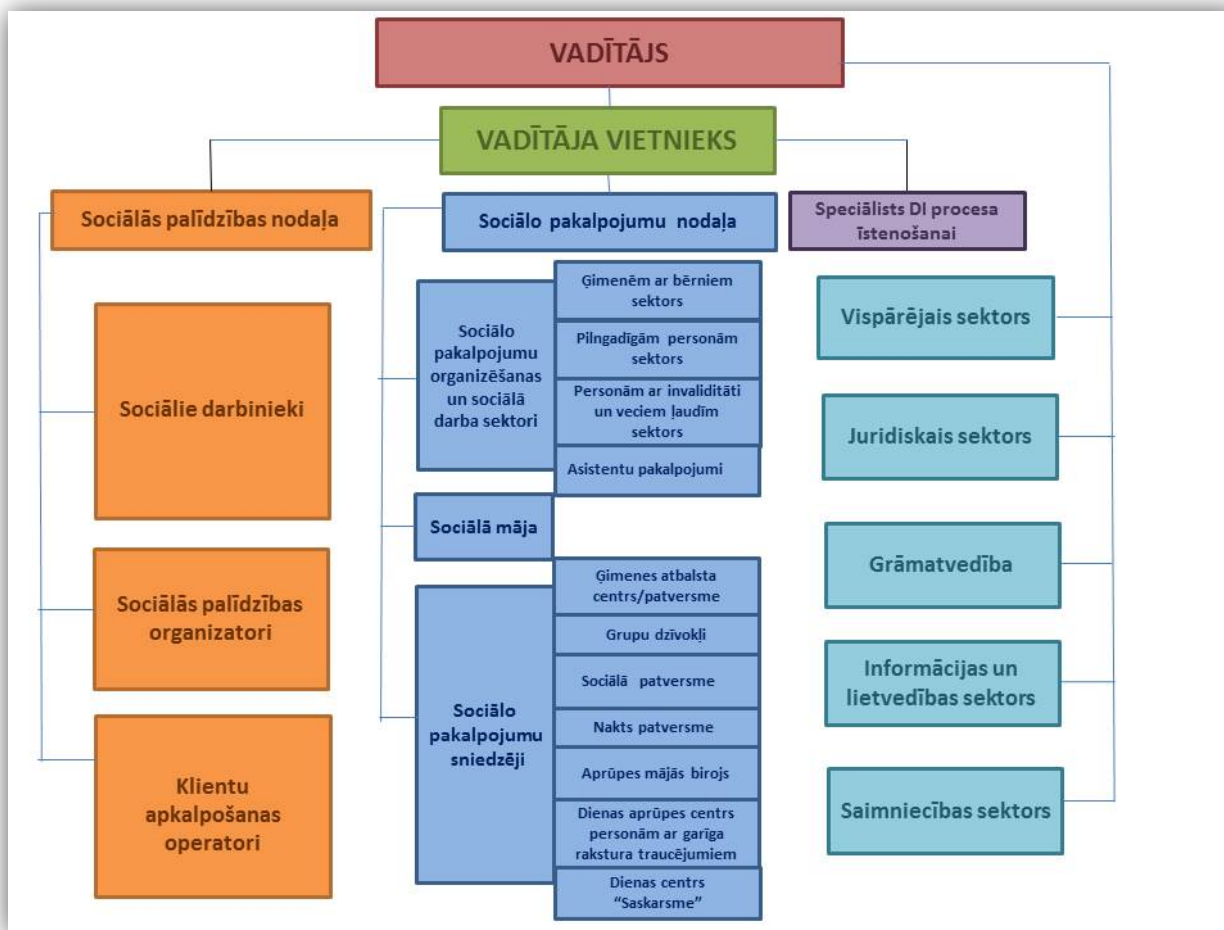 VADĪTĀJS
VADĪTĀJA VIETNIEKS
Sociālās palīdzības nodaļa
Sociālie darbinieki
Sociālās palīdzības
organizatori
Klientu
apkalpošanas
operatori
Sociālo pakalpojumu nodaļa
Sociālo
pakalpojumu
organizēšanas
un sociālā
darba sektori
Ģimenēm ar bērniem
sektors
Pilngadīgām personām
sektors
Personām ar invaliditāti
un veciem ļaudīm
sektors
Asistentu pakalpojumi
Sociālā māja
Sociālo
pakalpojumu
sniedzēji
Ģimenes atbalsta
centrs/patversme
Grupu dzīvokļi
Sociālā patversme
Nakts patversme
Aprūpes mājās birojs
Dienas aprūpes centrs
personām ar garīga
rakstura traucējumiem
Dienas centrs
“Saskarsme”
Speciālists DI procesa
īstenošanai
Vispārējais sektors
Juridiskais sektors
Grāmatvedība
Informācijas un
lietvedības sektors
Saimniecības sektors